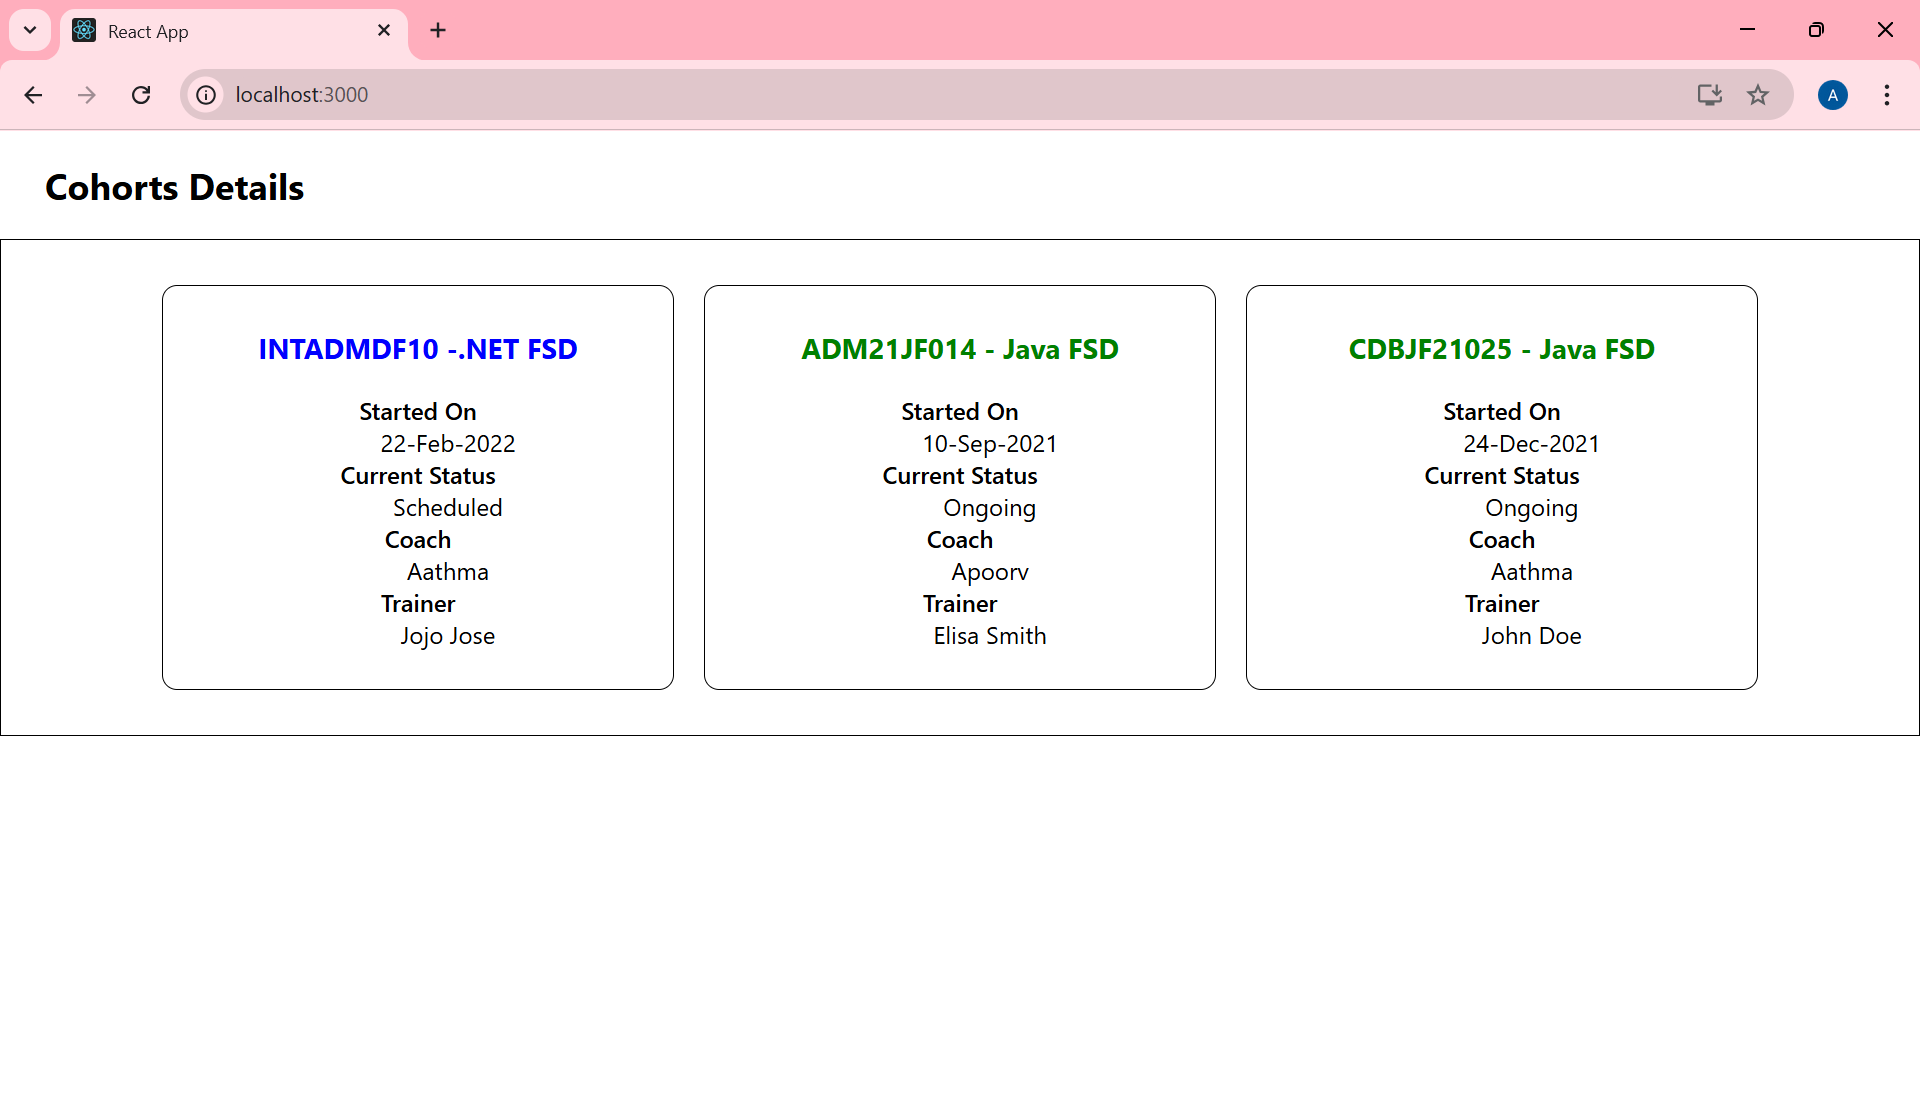 React App
localhost:3000
A
Cohorts Details
INTADMDF10 -.NET FSD
Started On
22-Feb-2022
Current Status
Scheduled
Coach
Aathma
Trainer
Jojo Jose
ADM21JF014 - Java FSD
Started On
10-Sep-2021
Current Status
Ongoing
Coach
Apoorv
Trainer
Elisa Smith
CDBJF21025 - Java FSD
Started On
24-Dec-2021
Current Status
Ongoing
Coach
Aathma
Trainer
John Doe